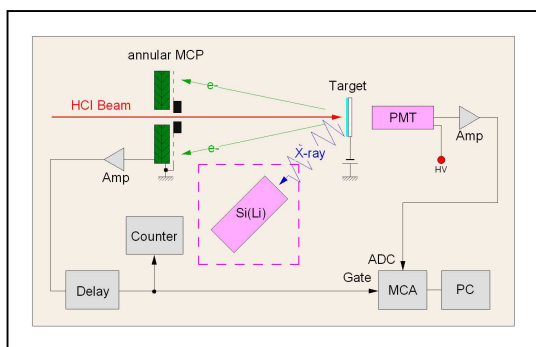 annular MCP
e-
Target
HCI Beam
PMT
Amp
HV
e-
X-ray
Amp
Si(Li)
Counter
ADC
Gate
Delay
MCA
PC